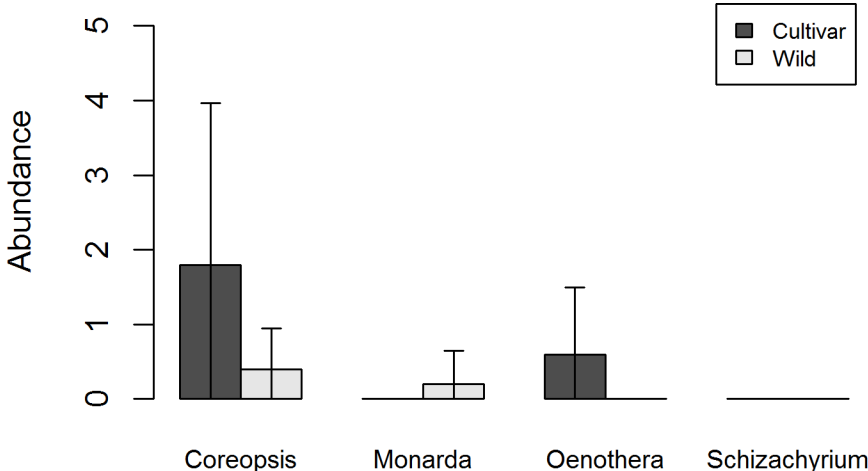 5
4
3
2
1
0
Abundance
Cultivar
Wild
Coreopsis
Monarda
Oenothera
Schizachyrium